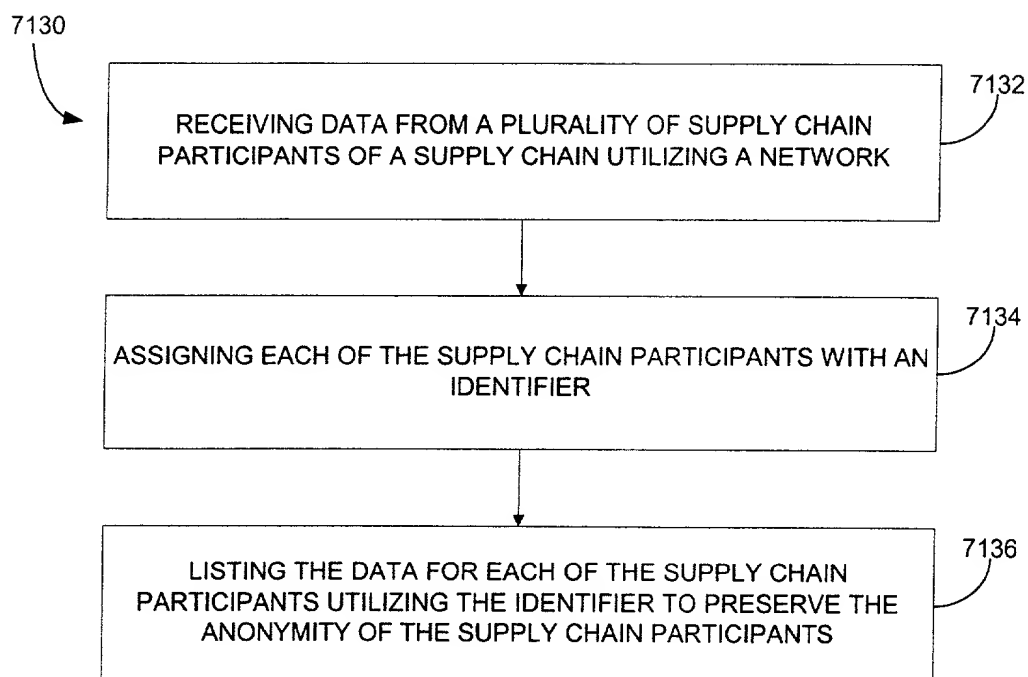 7130
7132
RECEIVING DATA FROM A PLURALITY OF SUPPLY CHAIN
PARTICIPANTS OF A SUPPLY CHAIN UTILIZING A NETWORK
7134
ASSIGNING EACH OF THE SUPPLY CHAIN PARTICIPANTS WITH AN
IDENTIFIER
7136
LISTING THE DATA FOR EACH OF THE SUPPLY CHAIN
PARTICIPANTS UTILIZING THE IDENTIFIER TO PRESERVE THE
ANONYMITY OF THE SUPPLY CHAIN PARTICIPANTS